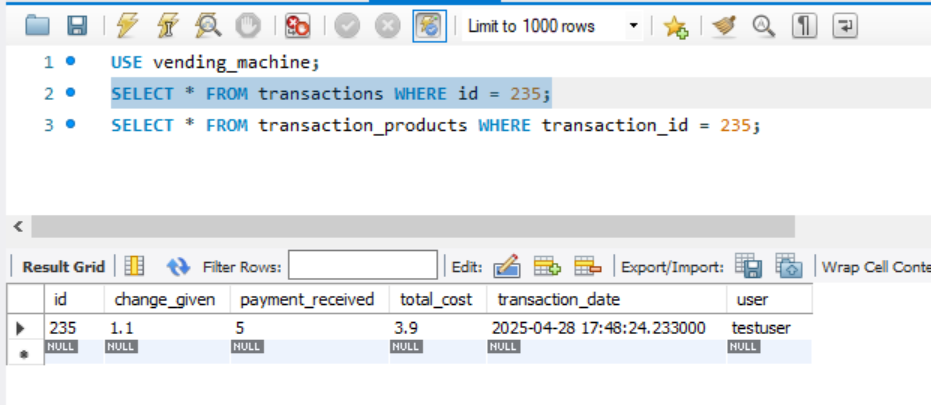 Limit to 1000 rows
1 USE vending_machine;
2 SELECT * FROM transactions WHERE id = 235;
3 SELECT * FROM transaction_products WHERE transaction_id = 235;
Result Grid Filter Rows: Edit: Export/Import: Wrap Cell Conte
id change_given payment_received total_cost transaction_date user
235 1.1 5 3.9 2025-04-28 17:48:24.233000 testuser
NULL NULL NULL NULL NULL NULL